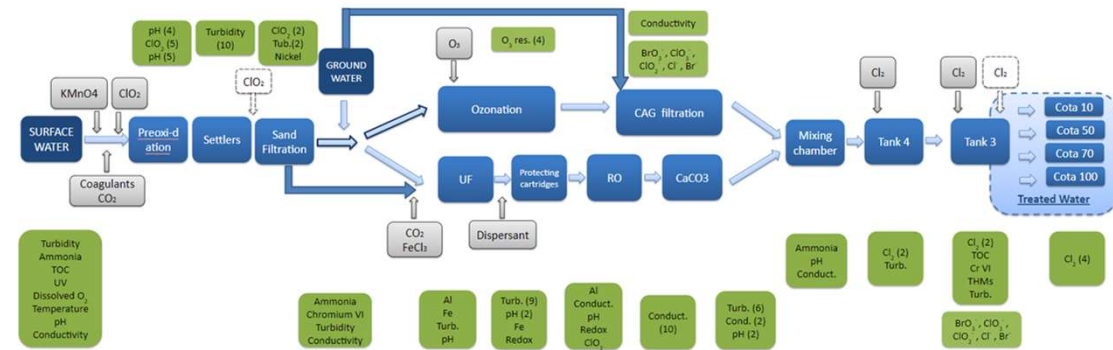 pH (4)
ClO2 (5)
pH (5)
Turbidity
(10)
ClO2 (2)
Tub.(2)
Nickel
GROUND
WATER
O3
O3 res. (4)
Conductivity
BrO3-, ClO3-,
ClO2-, Cl-, Br-
KMnO4
ClO2
ClO2
Cl2
Cl2
Cl2
SURFACE
WATER
Preoxi-d
ation
Settlers
Sand
Filtration
Ozonation
CAG filtration
Mixing
chamber
Tank 4
Tank 3
Cota 10
Cota 50
Cota 70
Cota 100
Treated Water
Coagulants
CO2
UF
Protecting
cartridges
RO
CaCO3
CO2
FeCl3
Dispersant
Turbidity
Ammonia
TOC
UV
Dissolved O2
Temperature
pH
Conductivity
Ammonia
Chromium VI
Turbidity
Conductivity
Al
Fe
Turb.
pH
Turb. (9)
pH (2)
Fe
Redox
Al
Conduct.
pH
Redox
ClO2
Conduct.
(10)
Turb. (6)
Cond. (2)
pH (2)
Ammonia
pH
Conduct.
Cl2 (2)
Turb.
Cl2 (2)
TOC
Cr VI
THMs
Turb.
BrO3-, ClO3-,
ClO2-, Cl-, Br-
Cl2 (4)